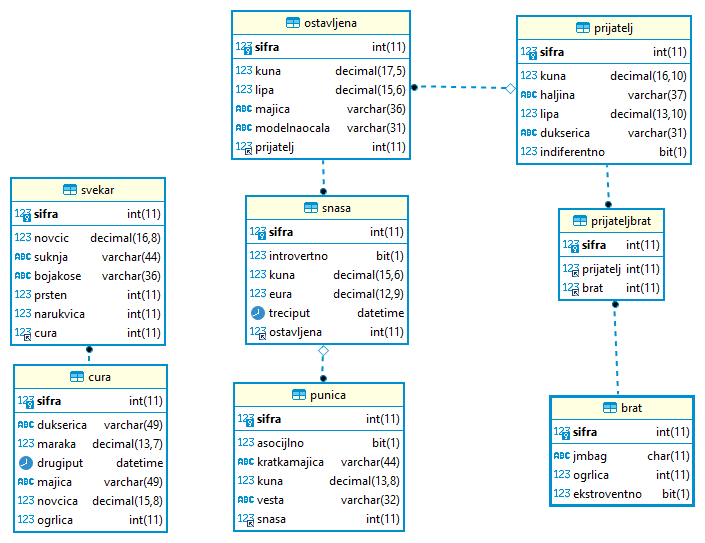 ostavljena
123 sifra int(11)
123 kuna decimal(17,5)
123 lipa decimal(15,6)
ABC majica varchar(36)
ABC modelnaocala varchar(31)
123 prijatelj int(11)
prijatelj
123 sifra int(11)
123 kuna decimal(16,10)
ABC haljina varchar(37)
123 lipa decimal(13,10)
ABC dukserica varchar(31)
123 indiferentno bit(1)
svekar
123 sifra int(11)
123 novcic decimal(16,8)
ABC suknja varchar(44)
ABC bojakose varchar(36)
123 prsten int(11)
123 narukvica int(11)
123 cura int(11)
snasa
123 sifra int(11)
123 introvertno bit(1)
123 kuna decimal(15,6)
123 eura decimal(12,9)
treciput datetime
123 ostavljena int(11)
prijateljbrat
123 sifra int(11)
123 prijatelj int(11)
123 brat int(11)
cura
123 sifra int(11)
ABC dukserica varchar(49)
123 maraka decimal(13,7)
drugiput datetime
ABC majica varchar(49)
123 novcica decimal(15,8)
123 ogrlica int(11)
punica
123 sifra int(11)
123 asocijlno bit(1)
ABC kratkamajica varchar(44)
123 kuna decimal(13,8)
ABC vesta varchar(32)
123 snasa int(11)
brat
123 sifra int(11)
ABC jmbag char(11)
123 ogrlica int(11)
123 ekstroventno bit(1)